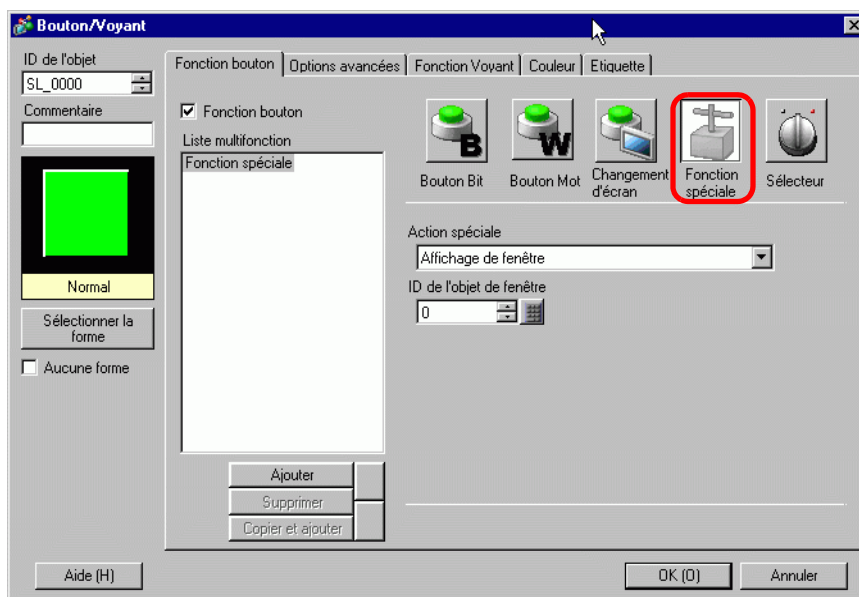 Bouton/Voyant
ID de l'objet
SL_0000
Commentaire
Normal
Sélectionner la
forme
Aucune forme
Fonction bouton
Options avancées
Fonction Voyant
Couleur
Etiquette
Fonction bouton
Liste multifonction
Fonction spéciale
Ajouter
Supprimer
Copier et ajouter
B
Bouton Bit
W
Bouton Mot
Changement
d'écran
Fonction
spéciale
Sélecteur
Action spéciale
Affichage de fenêtre
ID de l'objet de fenêtre
0
Aide (H)
OK (O)
Annuler